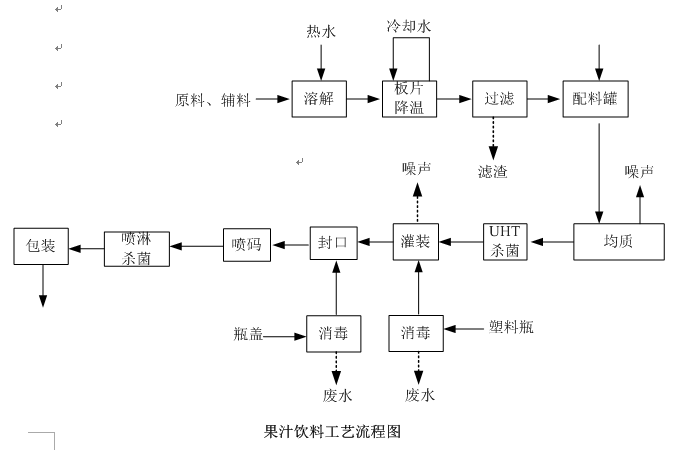 热水
冷却水
原料、辅料
溶解
板片
降温
过滤
配料罐
滤渣
噪声
噪声
包装
喷淋
杀菌
喷码
封口
灌装
UHT
杀菌
均质
瓶盖
消毒
消毒
塑料瓶
废水
废水
果汁饮料工艺流程图